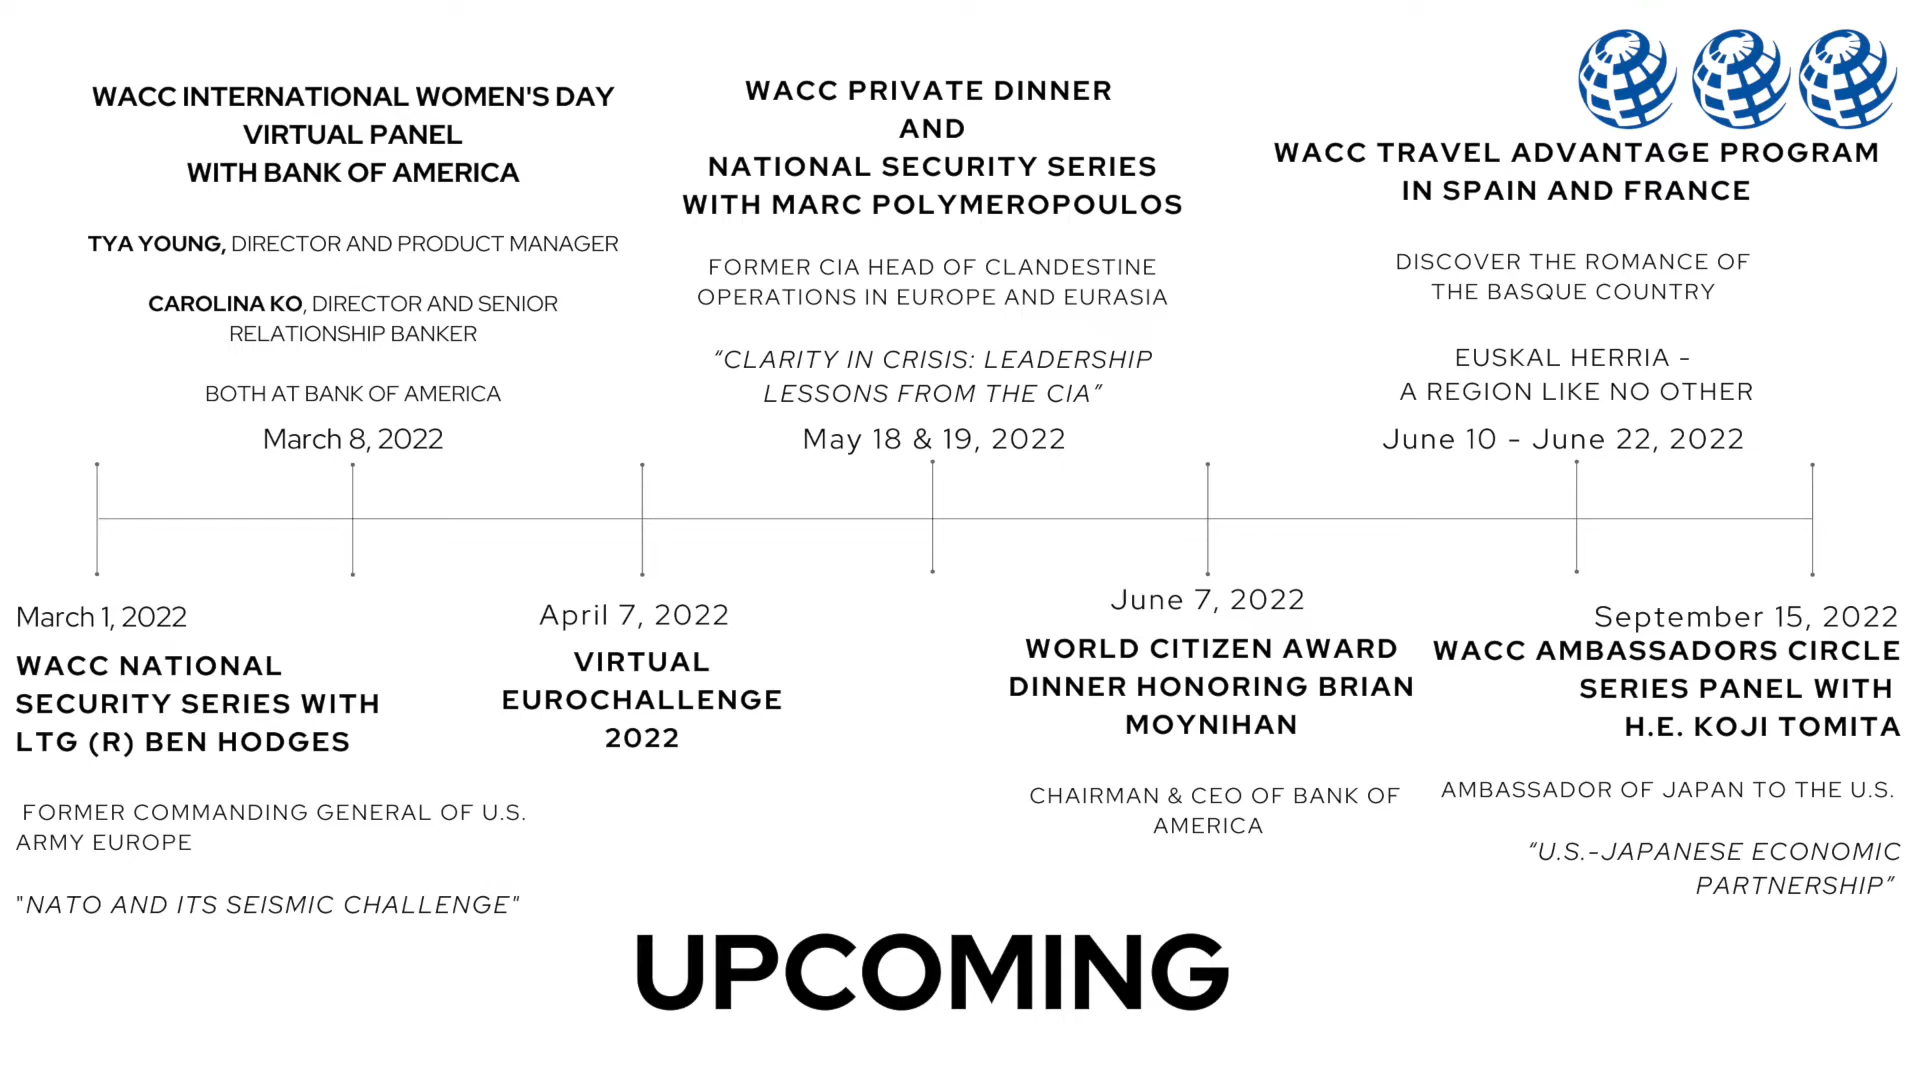 WACC INTERNATIONAL WOMEN'S DAY
VIRTUAL PANEL
WITH BANK OF AMERICA
TYA YOUNG, DIRECTOR AND PRODUCT MANAGER
CAROLINA KO, DIRECTOR AND SENIOR
RELATIONSHIP BANKER
BOTH AT BANK OF AMERICA
March 8, 2022
WACC PRIVATE DINNER
AND
NATIONAL SECURITY SERIES
WITH MARC POLYMEROPOULOS
FORMER CIA HEAD OF CLANDESTINE
OPERATIONS IN EUROPE AND EURASIA
“CLARITY IN CRISIS: LEADERSHIP
LESSONS FROM THE CIA”
May 18 & 19, 2022
WACC TRAVEL ADVANTAGE PROGRAM
IN SPAIN AND FRANCE
DISCOVER THE ROMANCE OF
THE BASQUE COUNTRY
EUSKAL HERRIA -
A REGION LIKE NO OTHER
June 10 - June 22, 2022
March 1, 2022
WACC NATIONAL
SECURITY SERIES WITH
LTG (R) BEN HODGES
FORMER COMMANDING GENERAL OF U.S.
ARMY EUROPE
"NATO AND ITS SEISMIC CHALLENGE"
April 7, 2022
VIRTUAL
EUROCHALLENGE
2022
June 7, 2022
WORLD CITIZEN AWARD
DINNER HONORING BRIAN
MOYNIHAN
CHAIRMAN & CEO OF BANK OF
AMERICA
September 15, 2022
WACC AMBASSADORS CIRCLE
SERIES PANEL WITH
H.E. KOJI TOMITA
AMBASSADOR OF JAPAN TO THE U.S.
“U.S.-JAPANESE ECONOMIC
PARTNERSHIP”
UPCOMING